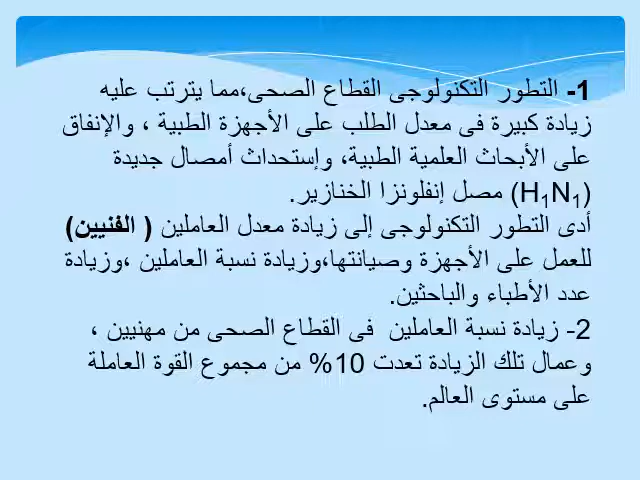 1- التطور التكنولوجى القطاع الصحى،مما يترتب عليه
زيادة كبيرة فى معدل الطلب على الأجهزة الطبية ، والإنفاق
على الأبحاث العلمية الطبية، وإستحداث أمصال جديدة
(H₁N₁) مصل إنفلونزا الخنازير.
أدى التطور التكنولوجى إلى زيادة معدل العاملين ( الفنيين)
للعمل على الأجهزة وصيانتها،وزيادة نسبة العاملين ،وزيادة
عدد الأطباء والباحثين.
2- زيادة نسبة العاملين فى القطاع الصحى من مهنيين ،
وعمال تلك الزيادة تعدت 10% من مجموع القوة العاملة
على مستوى العالم.